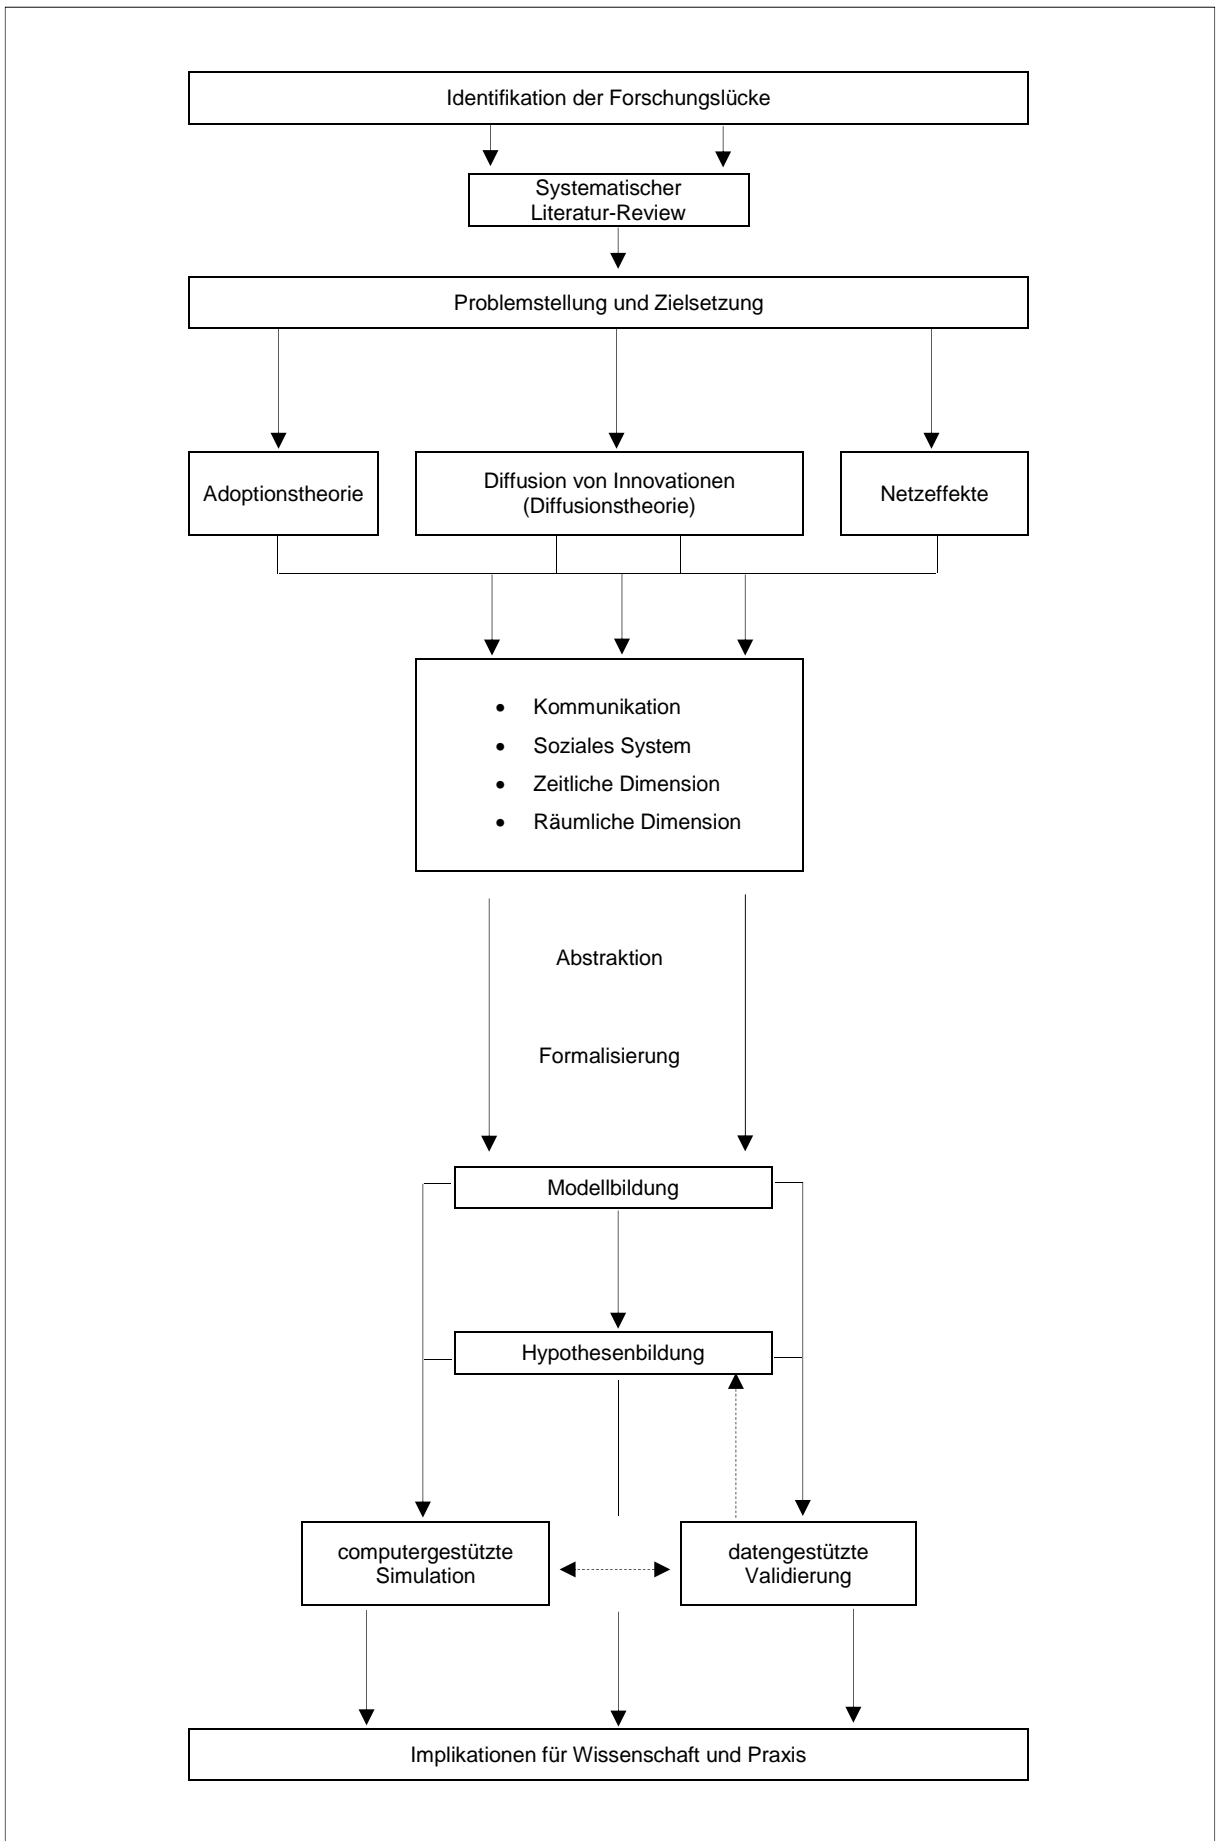 Identifikation der Forschungslücke
Systematischer
Literatur-Review
Problemstellung und Zielsetzung
Adoptionstheorie
Diffusion von Innovationen
(Diffusionstheorie)
Netzeffekte
• Kommunikation
• Soziales System
• Zeitliche Dimension
• Räumliche Dimension
Abstraktion
Formalisierung
Modellbildung
Hypothesenbildung
computergestützte
Simulation
datengestützte
Validierung
Implikationen für Wissenschaft und Praxis